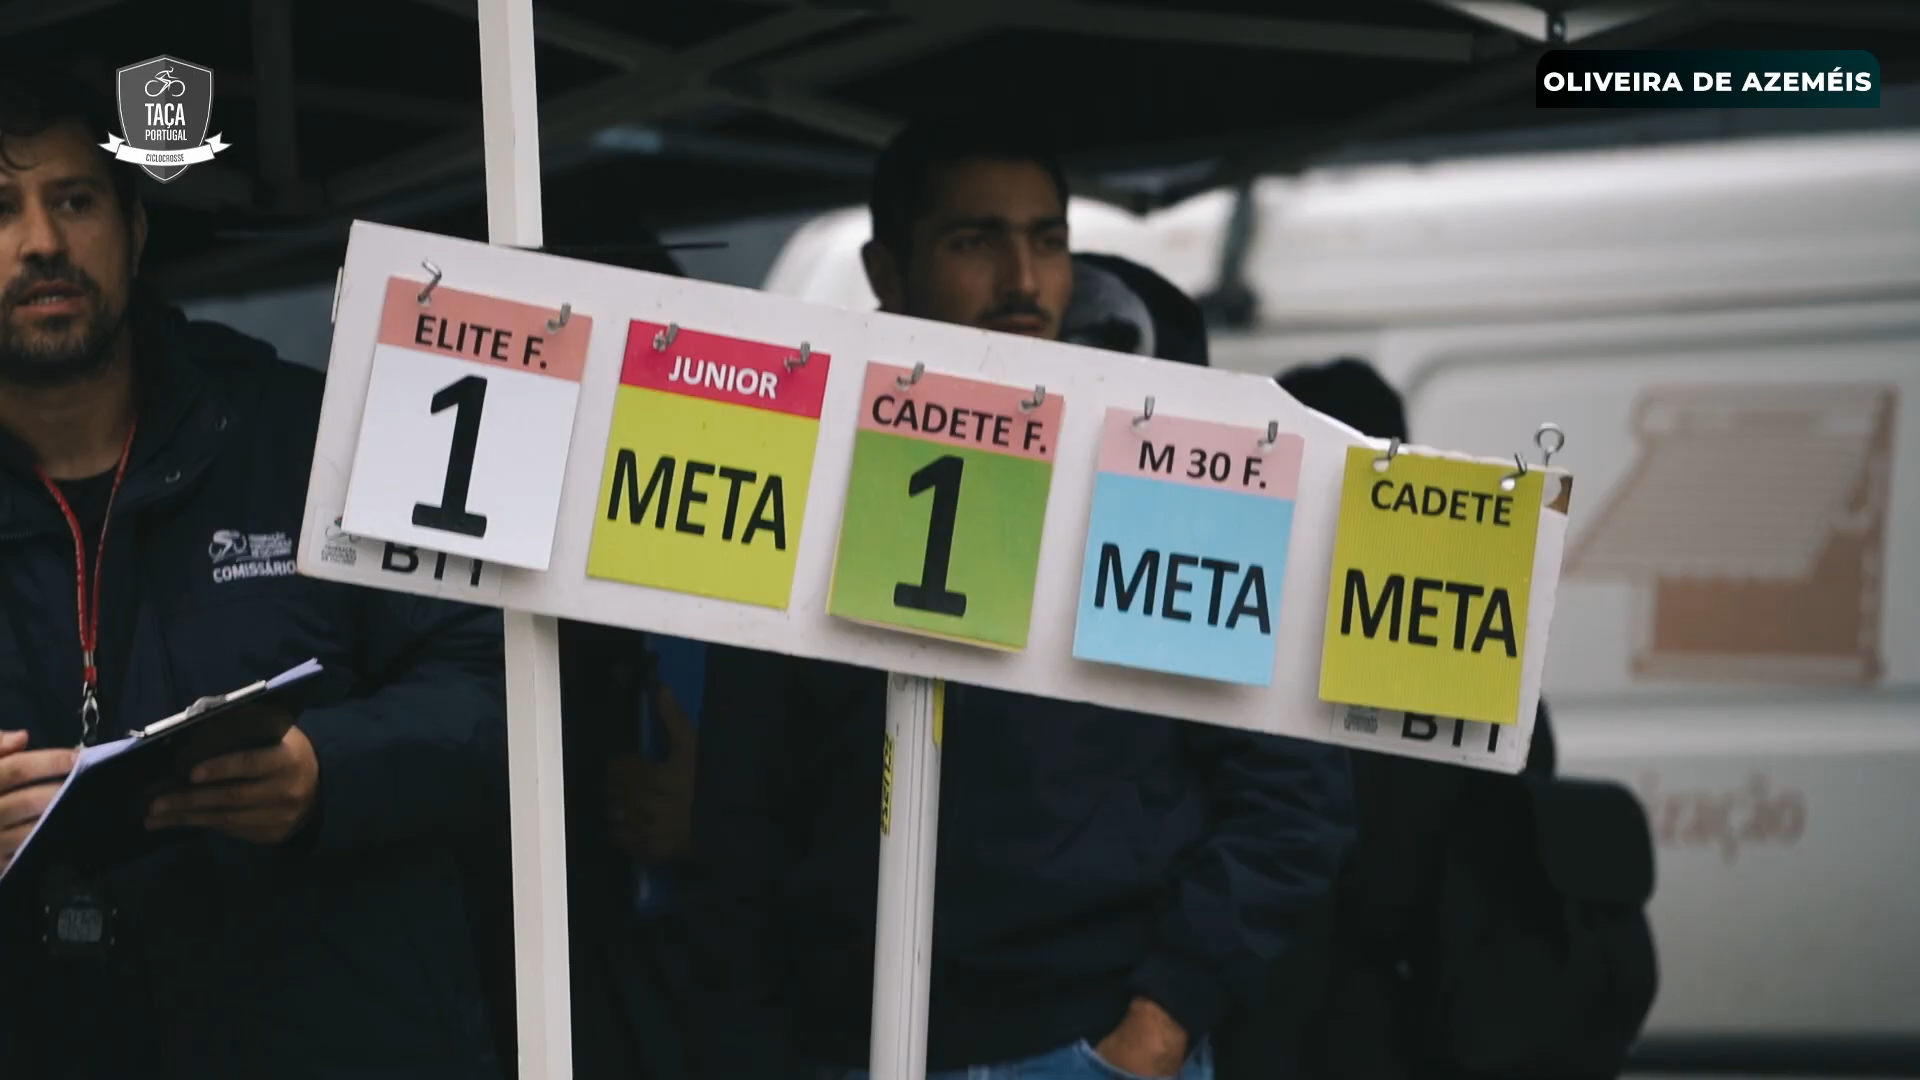 TAÇA
PORTUGAL
CICLOCROSSE
OLIVEIRA DE AZEMÉIS
ELITE F.
1
JUNIOR
META
CADETE F.
1
M 30 F.
META
CADETE
META
COMISSÁRIO